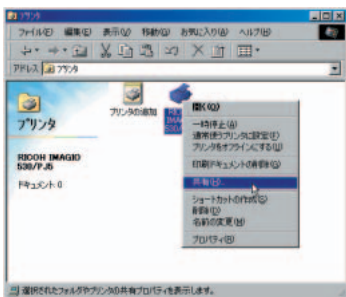 プリンタ
ファイル(F) 編集(E) 表示(V) 移動(G) お気に入り(A) ヘルプ(H)
アドレス プリンタ
プリンタ
RICOH IMAGIO
530/P J5
ドキュメント: 0
プリンタの追加
開く(O)
一時停止(A)
通常使うプリンタに設定(F)
プリンタをオフラインにする(U)
印刷ドキュメントの削除(G)
共有(H)...
ショートカットの作成(S)
削除(D)
名前の変更(M)
プロパティ(R)
選択されたフォルダやプリンタの共有プロパティを表示します。